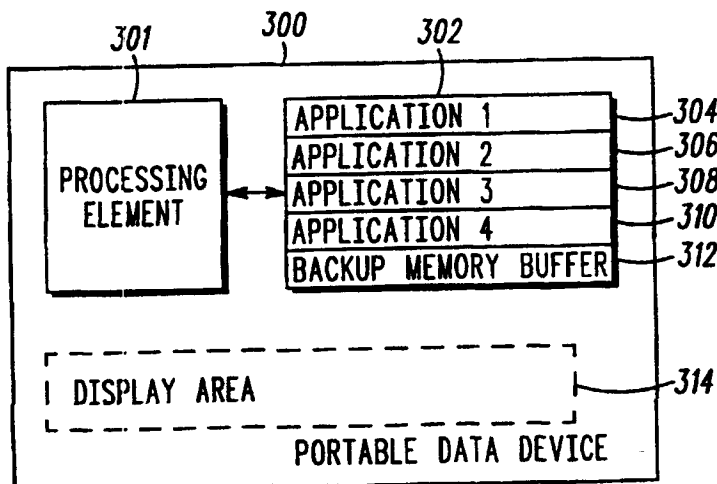 301
300
302
PROCESSING
ELEMENT
APPLICATION 1
APPLICATION 2
APPLICATION 3
APPLICATION 4
BACKUP MEMORY BUFFER
304
306
308
310
312
DISPLAY AREA
314
PORTABLE DATA DEVICE